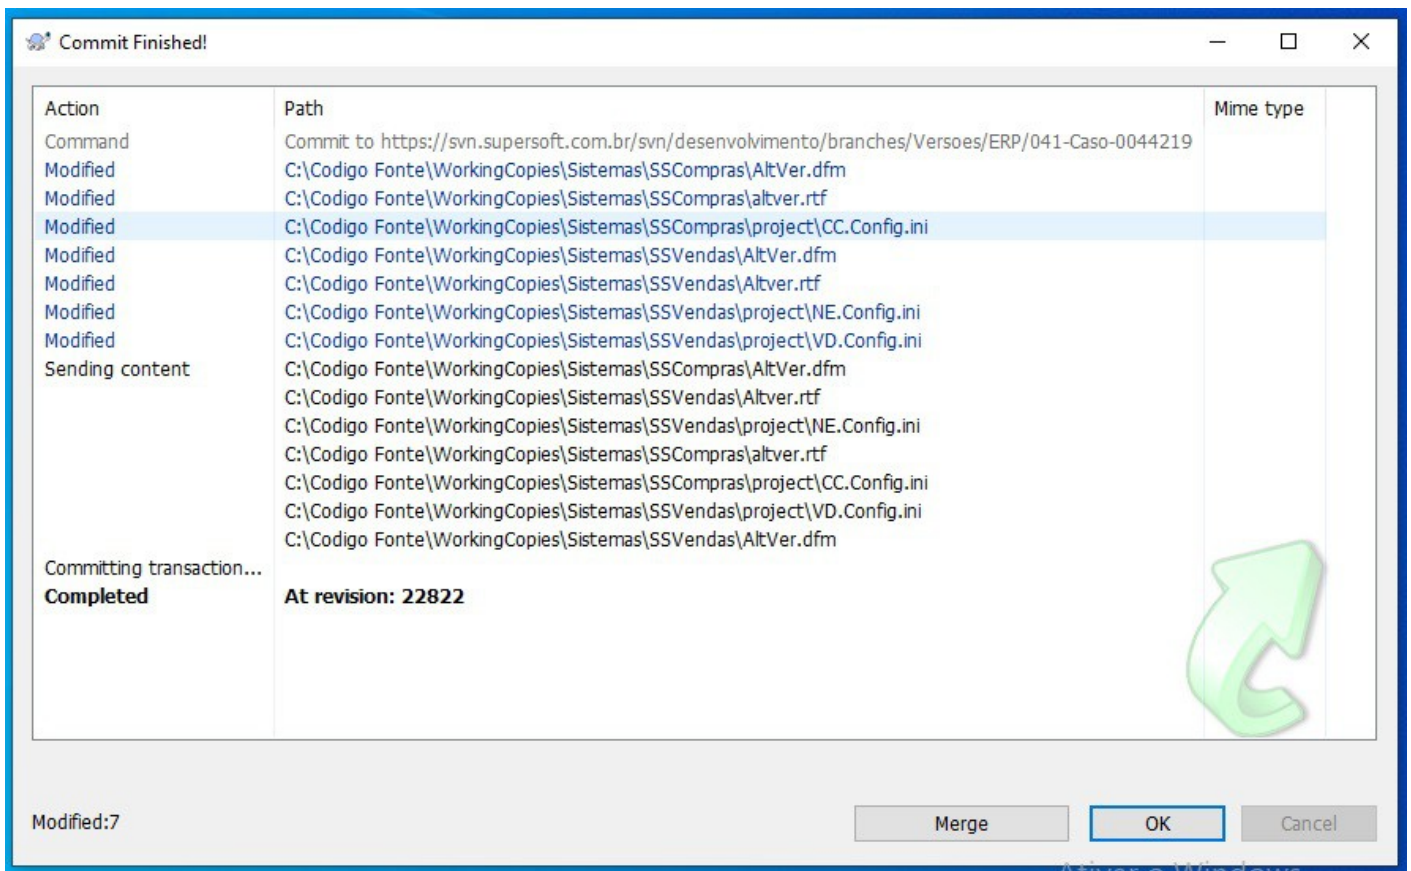 Commit Finished!
Action Path Mime type
Command Commit to https://svn.supersoft.com.br/svn/desenvolvimento/branches/Versoes/ERP/041-Caso-0044219
Modified C:\Codigo Fonte\WorkingCopies\Sistemas\SSCompras\AltVer.dfm
Modified C:\Codigo Fonte\WorkingCopies\Sistemas\SSCompras\altver.rtf
Modified C:\Codigo Fonte\WorkingCopies\Sistemas\SSCompras\project\CC.Config.ini
Modified C:\Codigo Fonte\WorkingCopies\Sistemas\SSVendas\AltVer.dfm
Modified C:\Codigo Fonte\WorkingCopies\Sistemas\SSVendas\Altver.rtf
Modified C:\Codigo Fonte\WorkingCopies\Sistemas\SSVendas\project\NE.Config.ini
Modified C:\Codigo Fonte\WorkingCopies\Sistemas\SSVendas\project\VD.Config.ini
Sending content C:\Codigo Fonte\WorkingCopies\Sistemas\SSCompras\AltVer.dfm
C:\Codigo Fonte\WorkingCopies\Sistemas\SSVendas\Altver.rtf
C:\Codigo Fonte\WorkingCopies\Sistemas\SSVendas\project\NE.Config.ini
C:\Codigo Fonte\WorkingCopies\Sistemas\SSCompras\altver.rtf
C:\Codigo Fonte\WorkingCopies\Sistemas\SSCompras\project\CC.Config.ini
C:\Codigo Fonte\WorkingCopies\Sistemas\SSVendas\project\VD.Config.ini
C:\Codigo Fonte\WorkingCopies\Sistemas\SSVendas\AltVer.dfm
Committing transaction...
Completed At revision: 22822
Modified:7 Merge OK Cancel